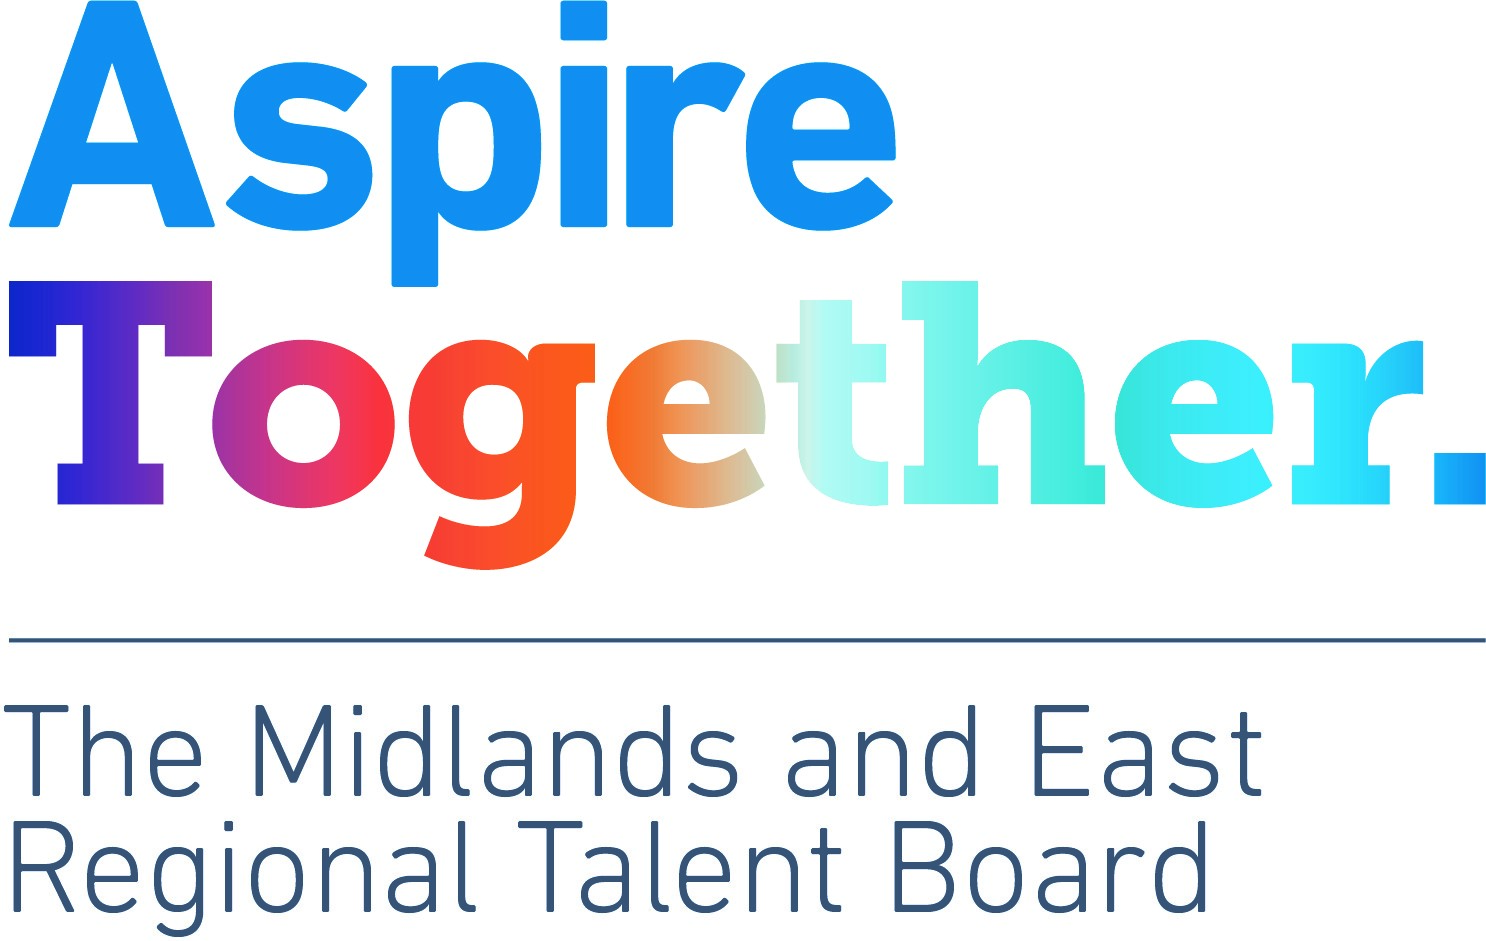 Aspire
Together.
The Midlands and East
Regional Talent Board